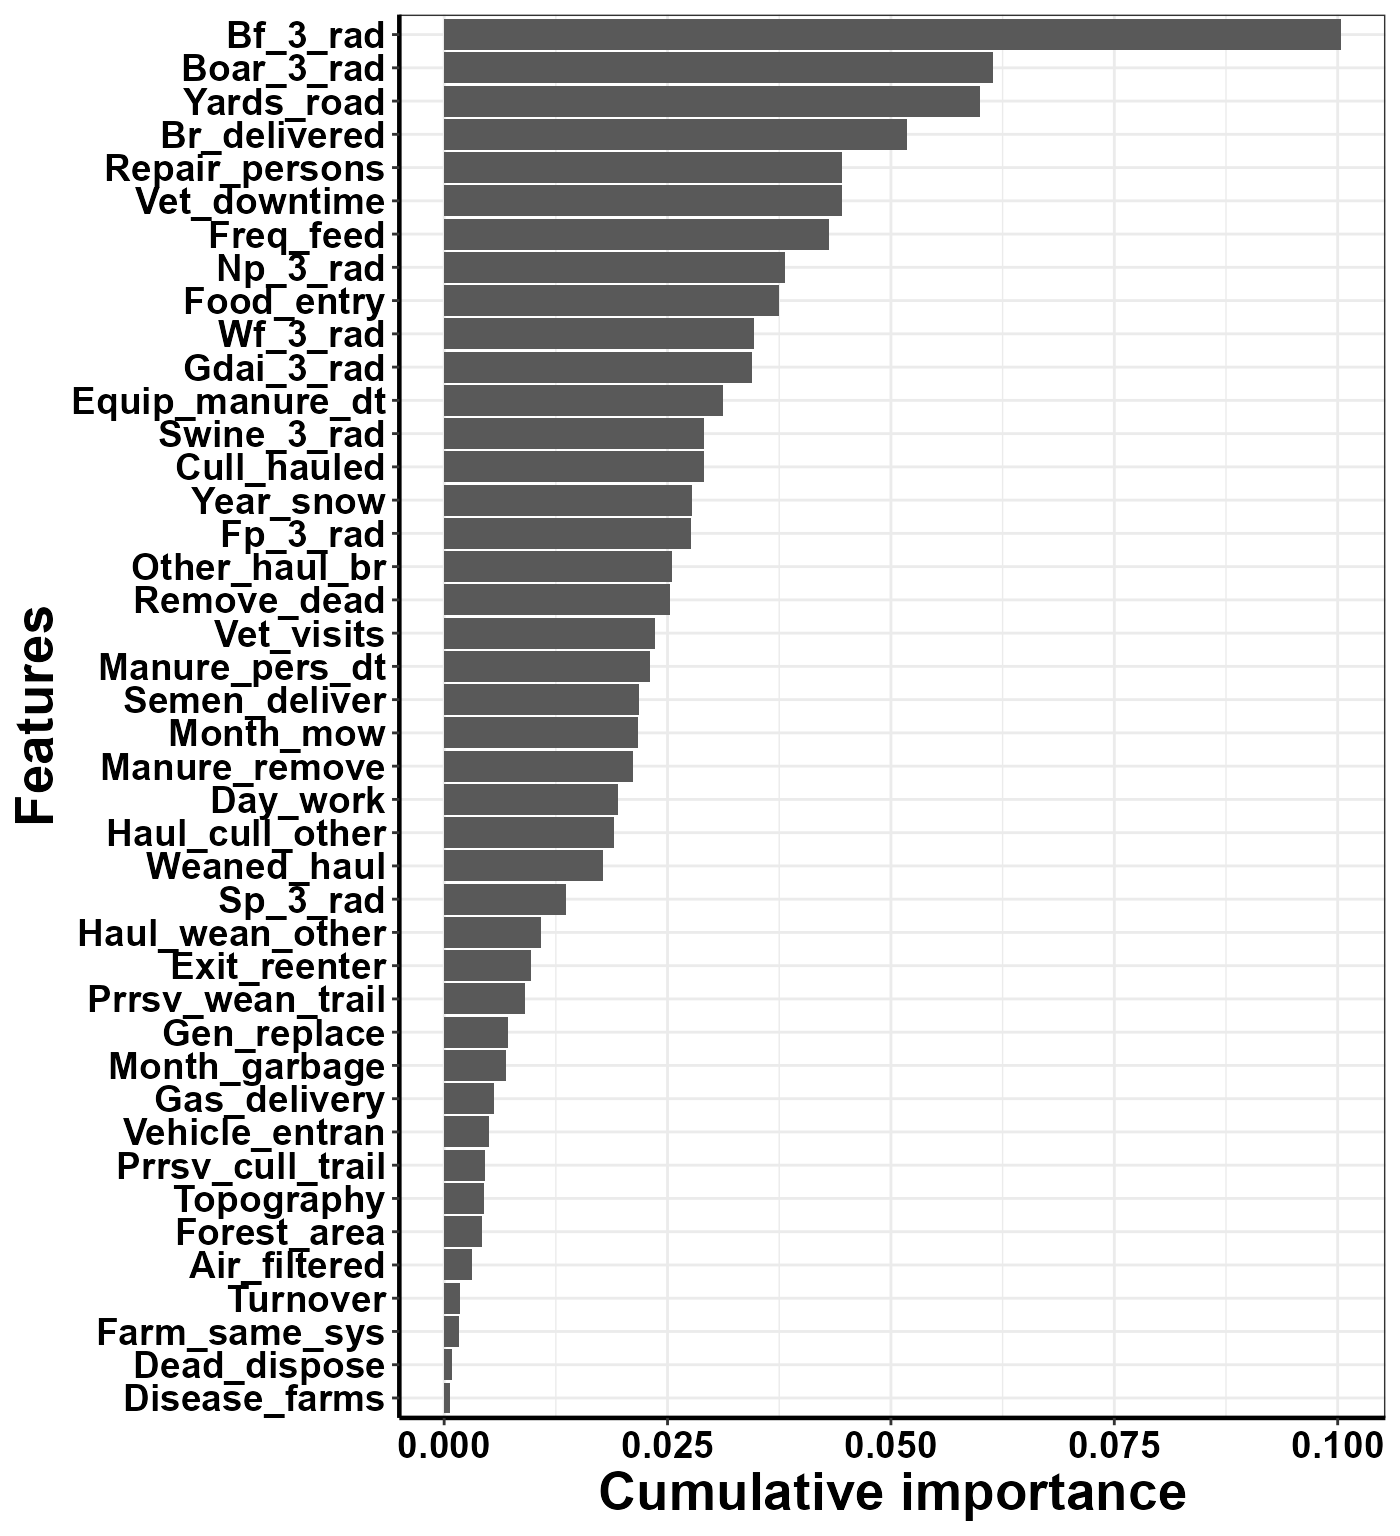 Bf_3_rad
Boar_3_rad
Yards_road
Br_delivered
Repair_persons
Vet_downtime
Freq_feed
Np_3_rad
Food_entry
Wf_3_rad
Gdai_3_rad
Equip_manure_dt
Swine_3_rad
Cull_hauled
Year_snow
Fp_3_rad
Other_haul_br
Remove_dead
Vet_visits
Manure_pers_dt
Semen_deliver
Month_mow
Manure_remove
Day_work
Haul_cull_other
Weaned_haul
Sp_3_rad
Haul_wean_other
Exit_reenter
Prrsv_wean_trail
Gen_replace
Month_garbage
Gas_delivery
Vehicle_entran
Prrsv_cull_trail
Topography
Forest_area
Air_filtered
Turnover
Farm_same_sys
Dead_dispose
Disease_farms
Features
0.000 0.025 0.050 0.075 0.100
Cumulative importance